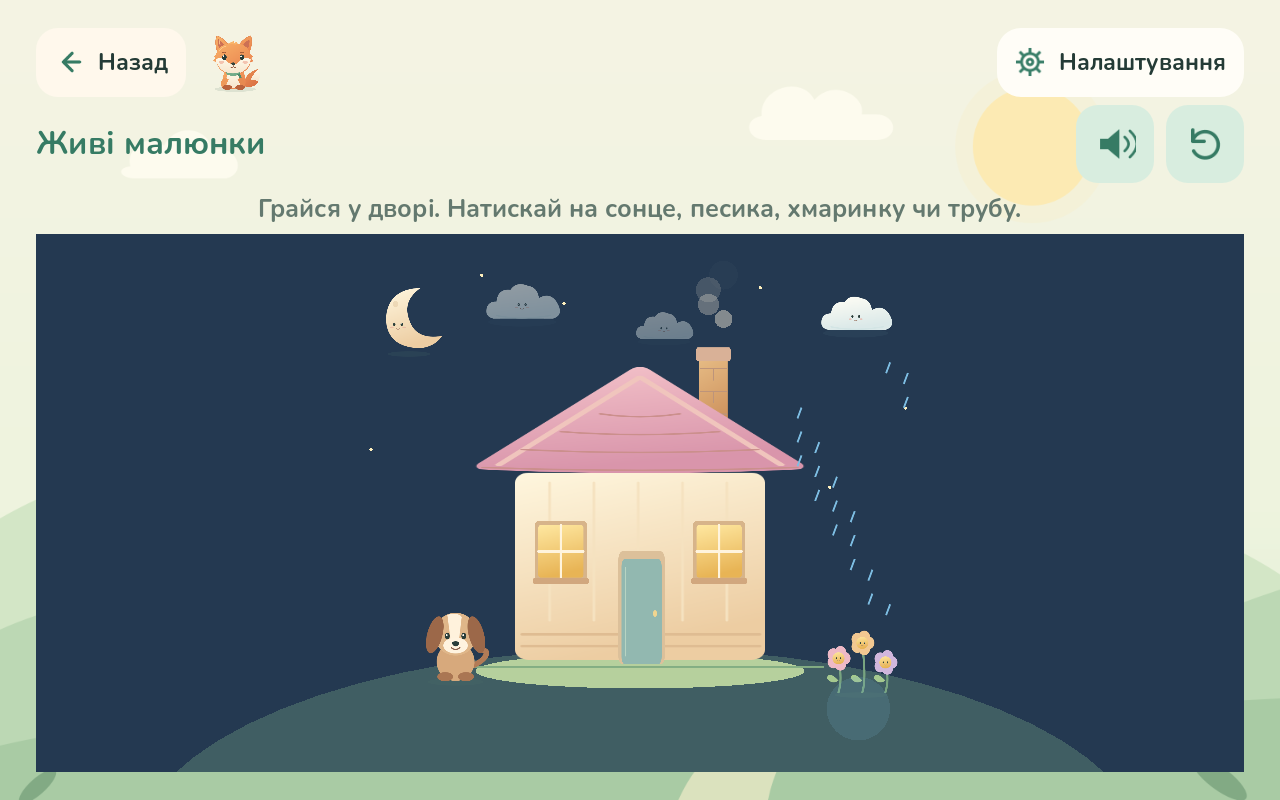 Назад
Налаштування
Живі малюнки
Грайся у дворі. Натискай на сонце, песика, хмаринку чи трубу.